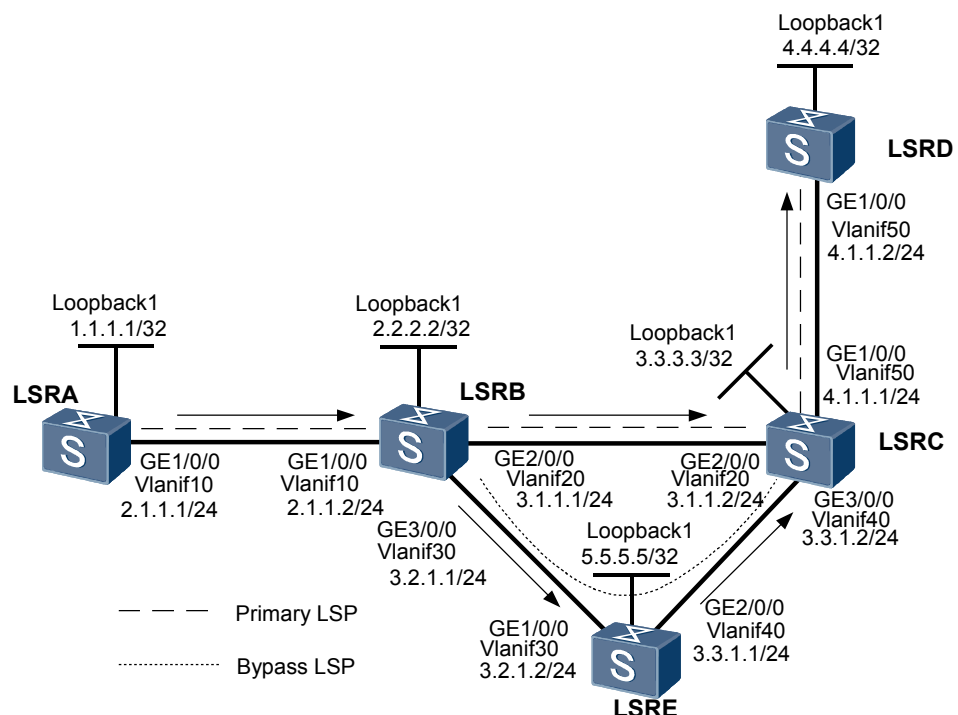 Loopback1
4.4.4.4/32
S
LSRD
GE1/0/0
Vlanif50
4.1.1.2/24
Loopback1
1.1.1.1/32
Loopback1
2.2.2.2/32
Loopback1
3.3.3.3/32
GE1/0/0
Vlanif50
4.1.1.1/24
LSRA
S
LSRB
S
LSRC
S
GE1/0/0
Vlanif10
2.1.1.1/24
GE1/0/0
Vlanif10
2.1.1.2/24
GE2/0/0
Vlanif20
3.1.1.1/24
GE2/0/0
Vlanif20
3.1.1.2/24
GE3/0/0
Vlanif40
3.3.1.2/24
GE3/0/0
Vlanif30
3.2.1.1/24
Loopback1
5.5.5.5/32
GE1/0/0
Vlanif30
3.2.1.2/24
S
LSRE
GE2/0/0
Vlanif40
3.3.1.1/24
Primary LSP
Bypass LSP